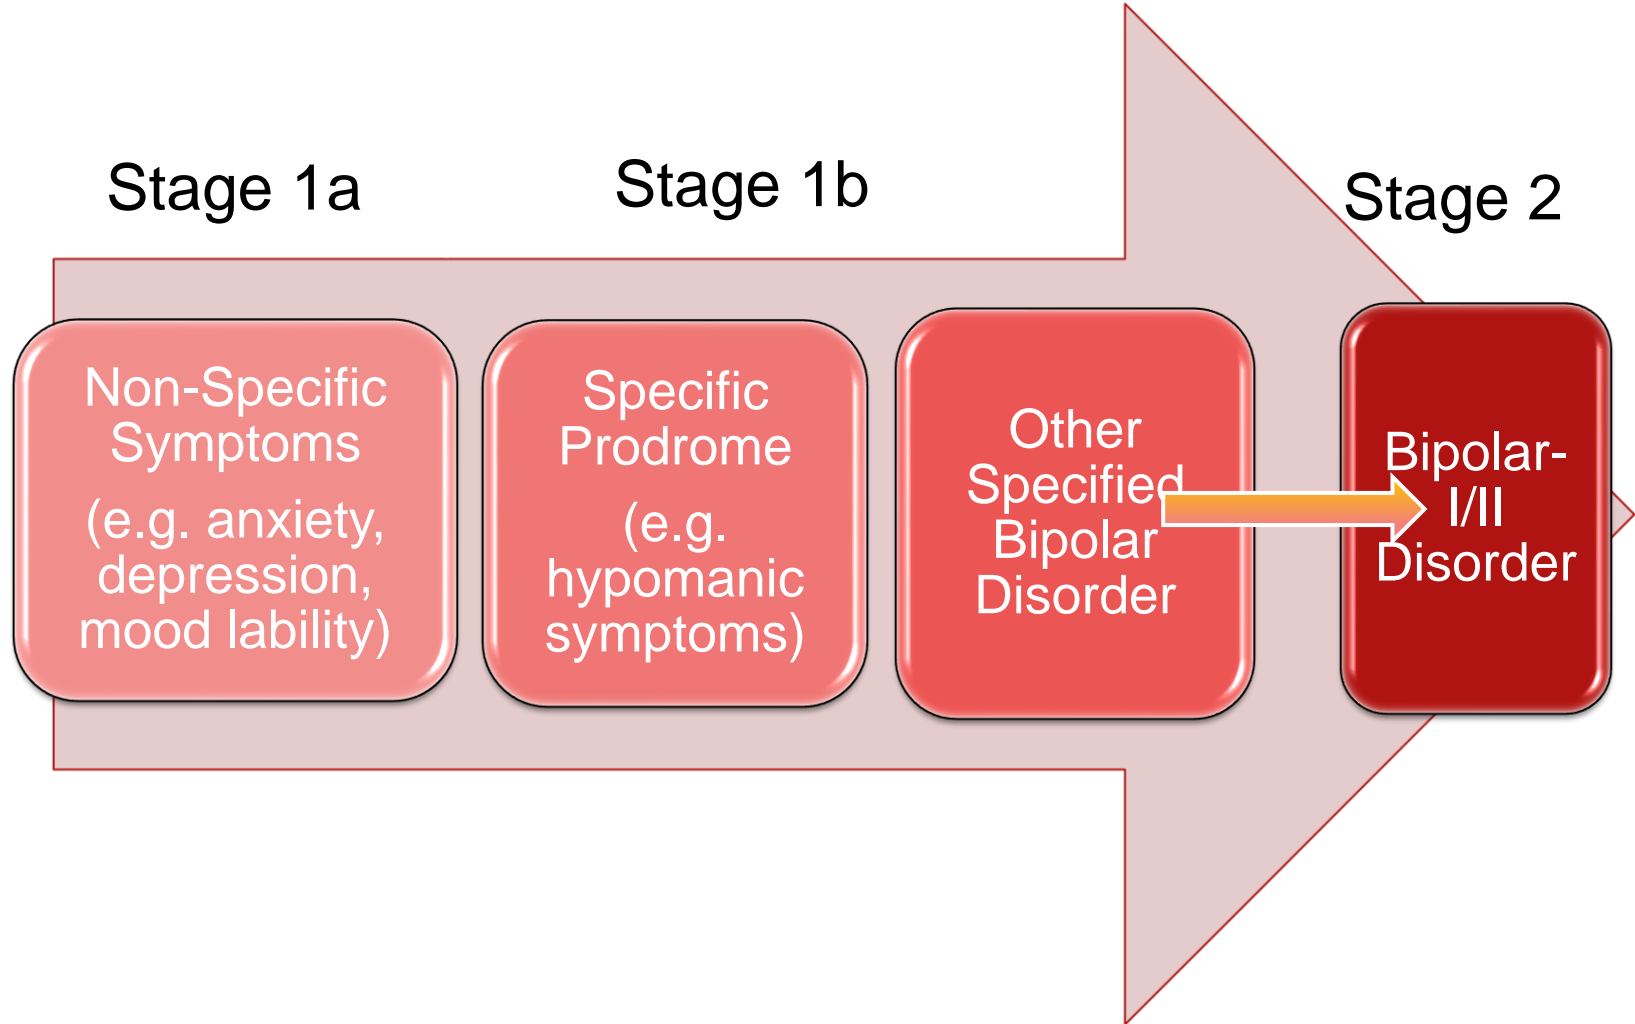 Stage 1a
Stage 1b
Stage 2
Non-Specific
Symptoms
(e.g. anxiety,
depression,
mood lability)
Specific
Prodrome
(e.g.
hypomanic
symptoms)
Other
Specified
Bipolar
Disorder
Bipolar-
I/II
Disorder